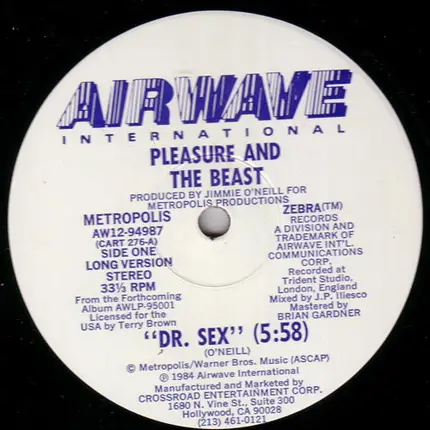 AIRWAVE
INTERNATIONAL
PLEASURE AND
THE BEAST
PRODUCED BY JIMMIE O'NEILL FOR
METROPOLIS PRODUCTIONS
METROPOLIS
AW12-94987
(CART 276-A)
SIDE ONE
LONG VERSION
STEREO
33⅓ RPM
From the Forthcoming
Album AWLP-95001
Licensed for the
USA by Terry Brown
ZEBRA(TM)
RECORDS
A DIVISION AND
TRADEMARK OF
AIRWAVE INT'L.
COMMUNICATIONS
CORP.
Recorded at
Trident Studio,
London, England
Mixed by J.P. Iliesco
Mastered by
BRIAN GARDNER
"DR. SEX" (5:58)
(O'NEILL)
© Metropolis/Warner Bros. Music (ASCAP)
℗ 1984 Airwave International
Manufactured and Marketed by
CROSSROAD ENTERTAINMENT CORP.
1680 N. Vine St., Suite 300
Hollywood, CA 90028
(213) 461-0121